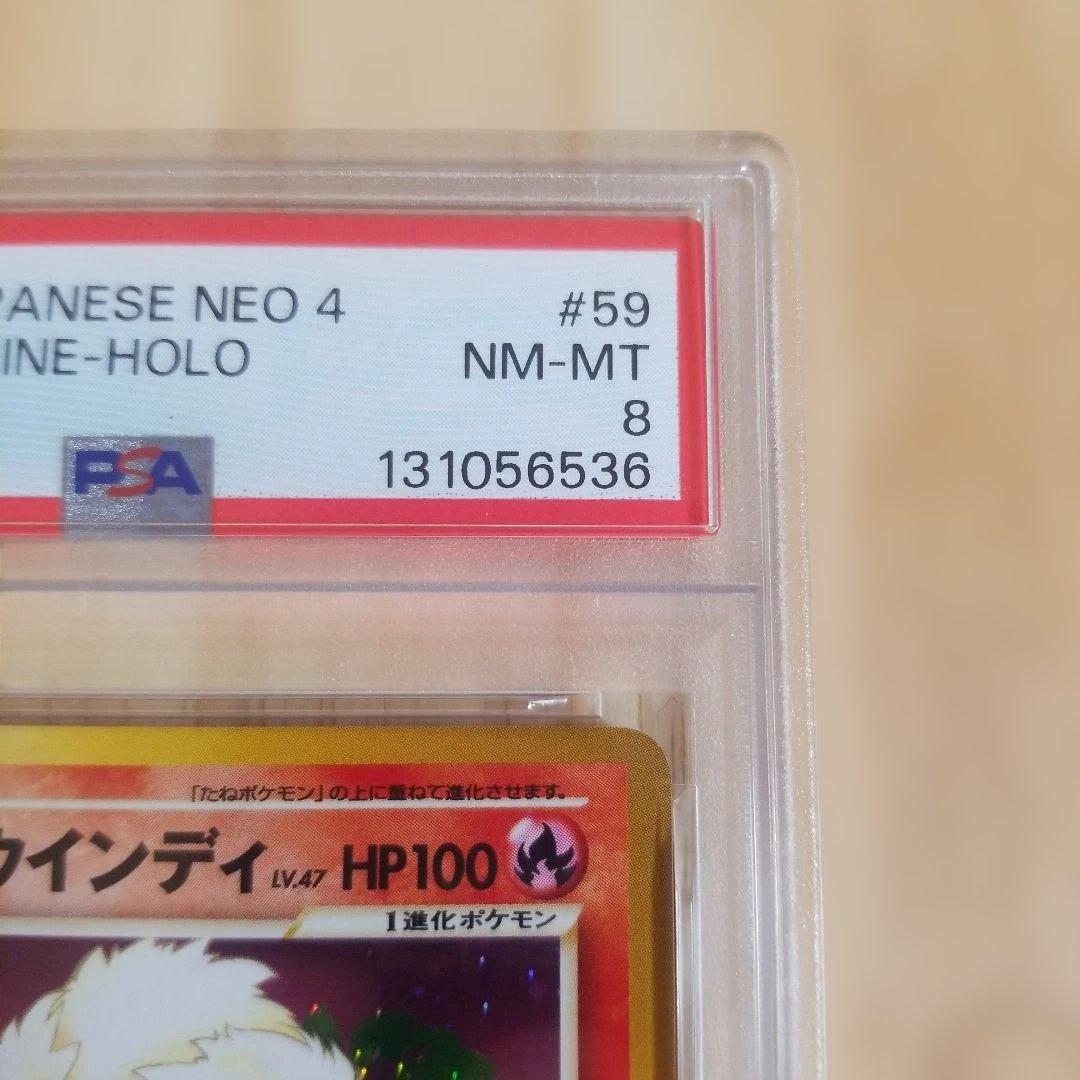 PANESE NEO 4 #59
INE-HOLO NM-MT
8
PSA 131056536
「たねポケモン」の上に重ねて進化させます。
ウインディ LV.47 HP100
1進化ポケモン